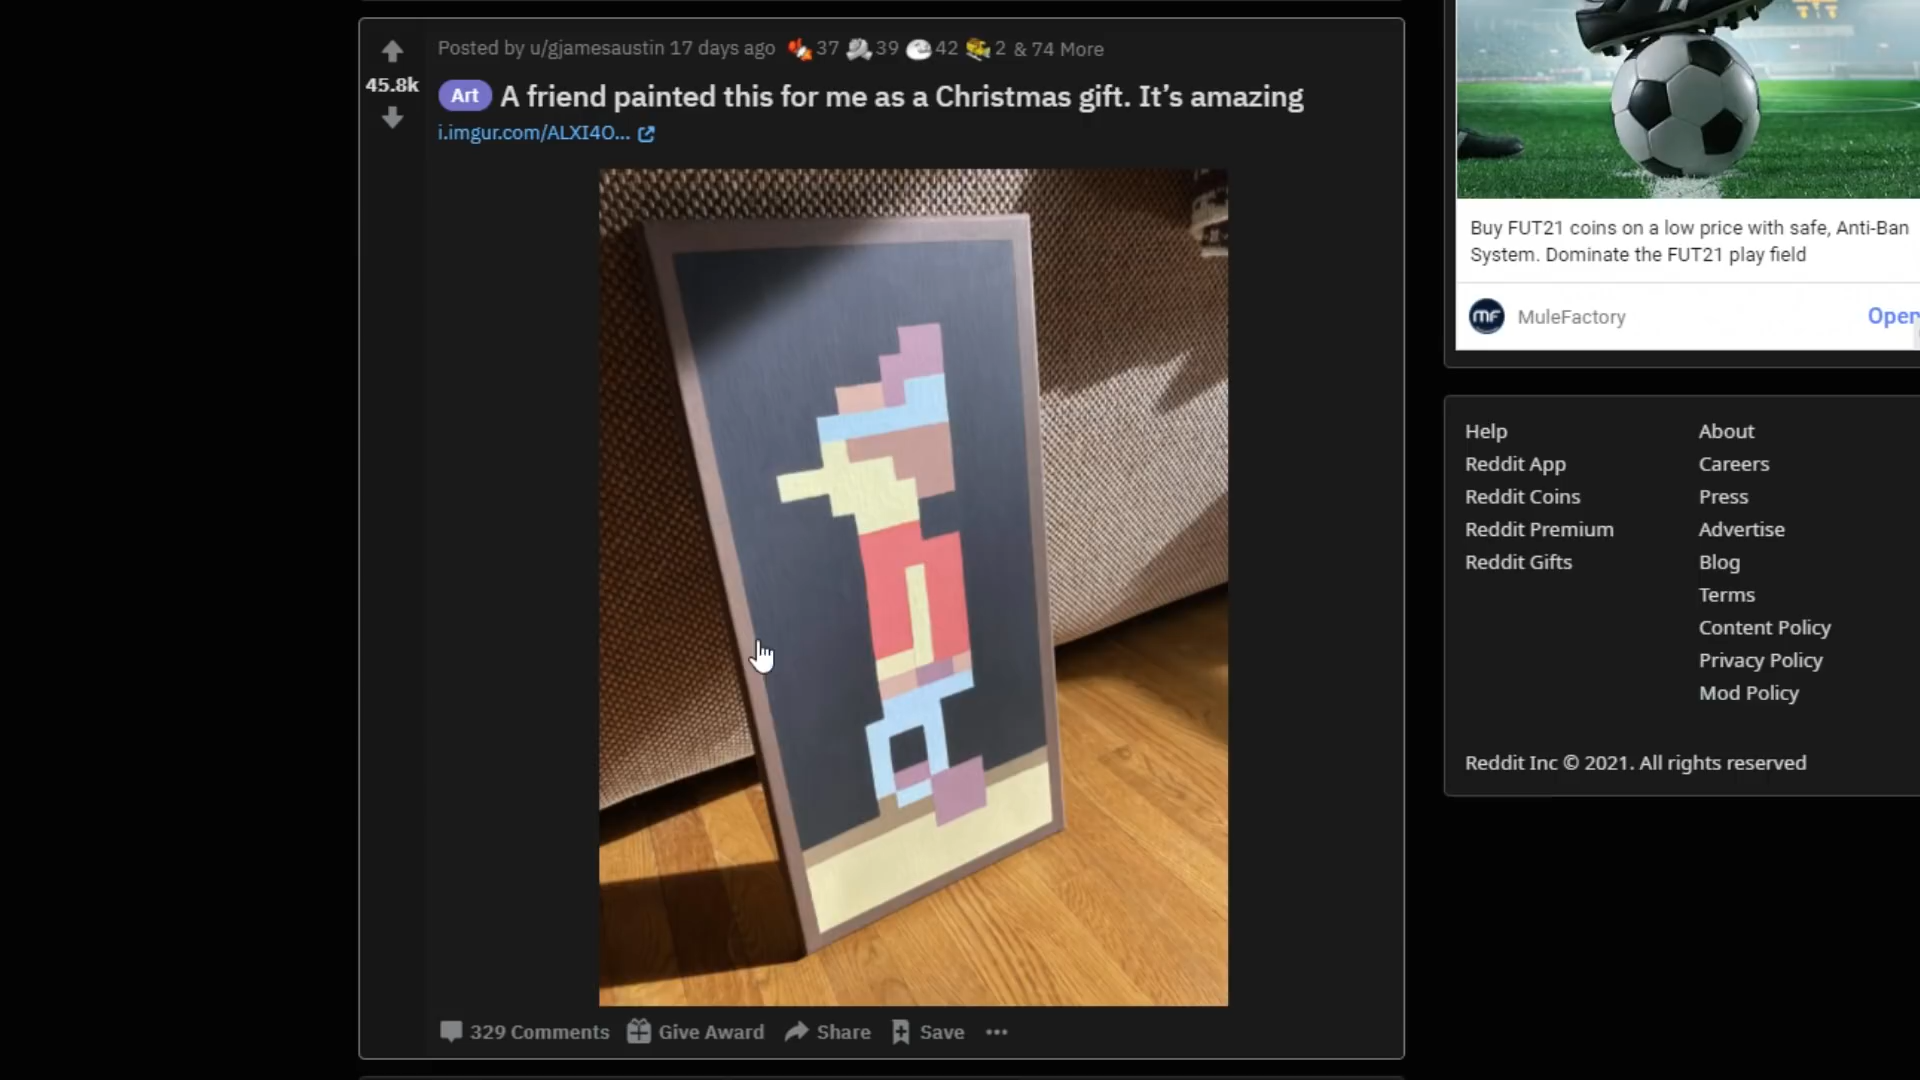 Posted by u/gjamesaustin 17 days ago 37 39 42 2 & 74 More
45.8k
Art A friend painted this for me as a Christmas gift. It’s amazing
i.imgur.com/ALXI4O...
329 Comments Give Award Share Save
Buy FUT21 coins on a low price with safe, Anti-Ban
System. Dominate the FUT21 play field
MF MuleFactory Open
Help About
Reddit App Careers
Reddit Coins Press
Reddit Premium Advertise
Reddit Gifts Blog
Terms
Content Policy
Privacy Policy
Mod Policy
Reddit Inc © 2021. All rights reserved